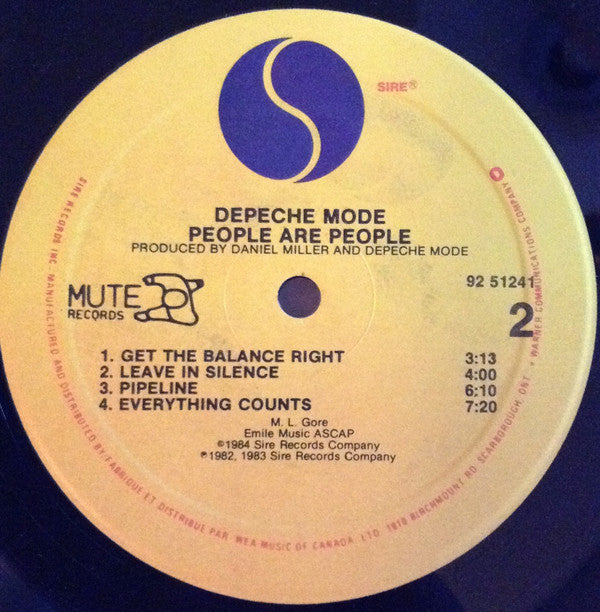 SIRE®
DEPECHE MODE
PEOPLE ARE PEOPLE
PRODUCED BY DANIEL MILLER AND DEPECHE MODE
MUTE
RECORDS
92 51241
2
1. GET THE BALANCE RIGHT 3:13
2. LEAVE IN SILENCE 4:00
3. PIPELINE 6:10
4. EVERYTHING COUNTS 7:20
M. L. Gore
Emile Music ASCAP
©1984 Sire Records Company
℗1982, 1983 Sire Records Company
SIRE RECORDS INC. MANUFACTURED AND DISTRIBUTED BY/FABRIQUE ET DISTRIBUE PAR WEA MUSIC OF CANADA, LTD. 1810 BIRCHMOUNT RD. SCARBOROUGH, ONT. A WARNER COMMUNICATIONS COMPANY